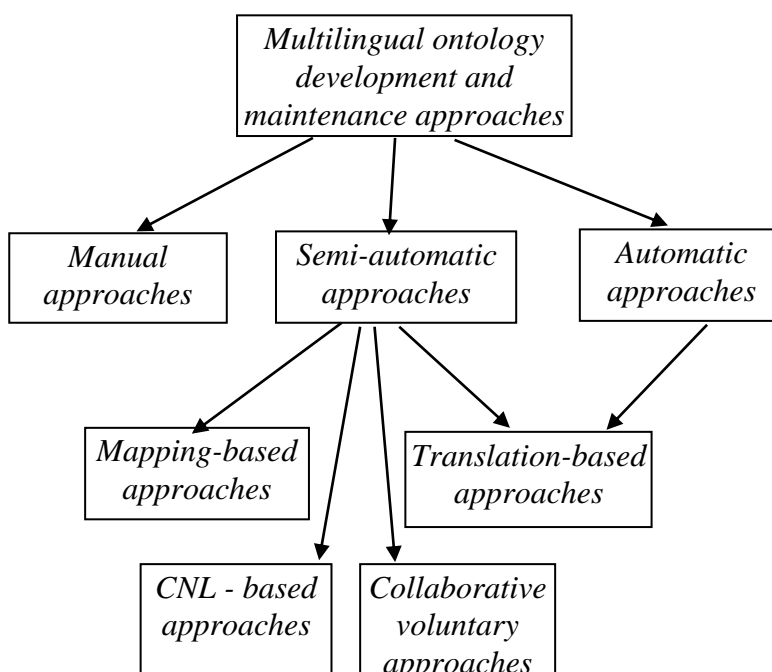 Multilingual ontology
development and
maintenance approaches
Manual
approaches
Semi-automatic
approaches
Automatic
approaches
Mapping-based
approaches
Translation-based
approaches
CNL - based
approaches
Collaborative
voluntary
approaches